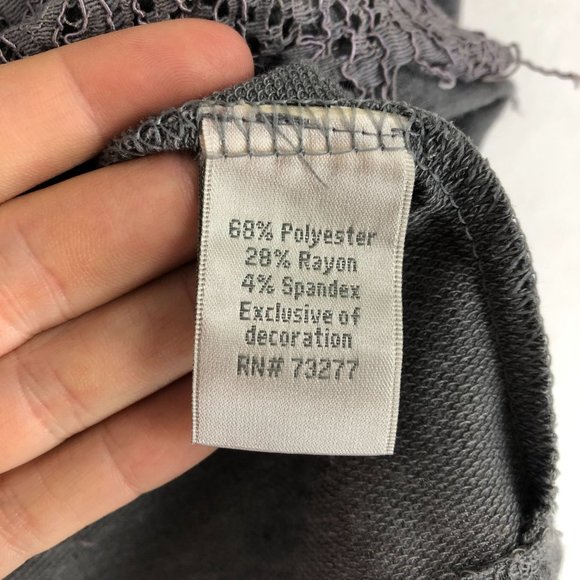 68% Polyester
28% Rayon
4% Spandex
Exclusive of
decoration
RN# 73277